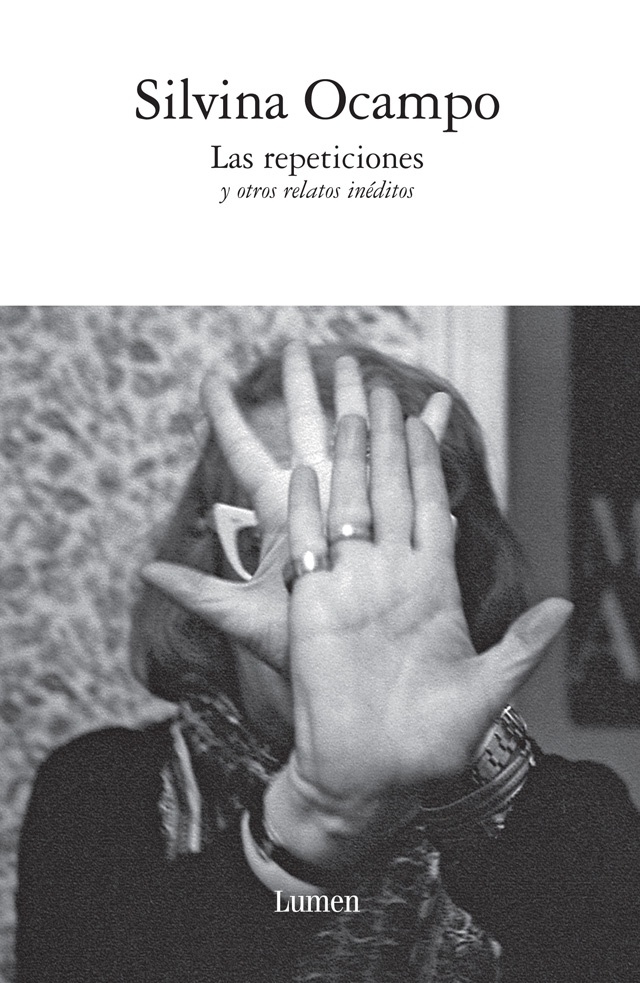 Silvina Ocampo
Las repeticiones
y otros relatos inéditos
Lumen